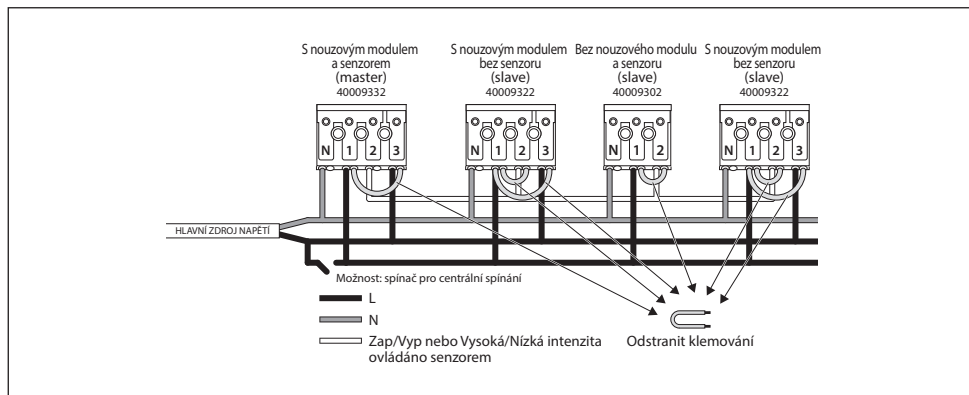 S nouzovým modulem
a senzorem
(master)
40009332
S nouzovým modulem
bez senzoru
(slave)
40009322
Bez nouzového modulu
a senzoru
(slave)
40009302
S nouzovým modulem
bez senzoru
(slave)
40009322
N 1 2 3
N 1 2 3
N 1 2
N 1 2 3
HLAVNÍ ZDROJ NAPĚTÍ
Možnost: spínač pro centrální spínání
L
N
Zap/Vyp nebo Vysoká/Nízká intenzita
ovládáno senzorem
Odstranit klemování